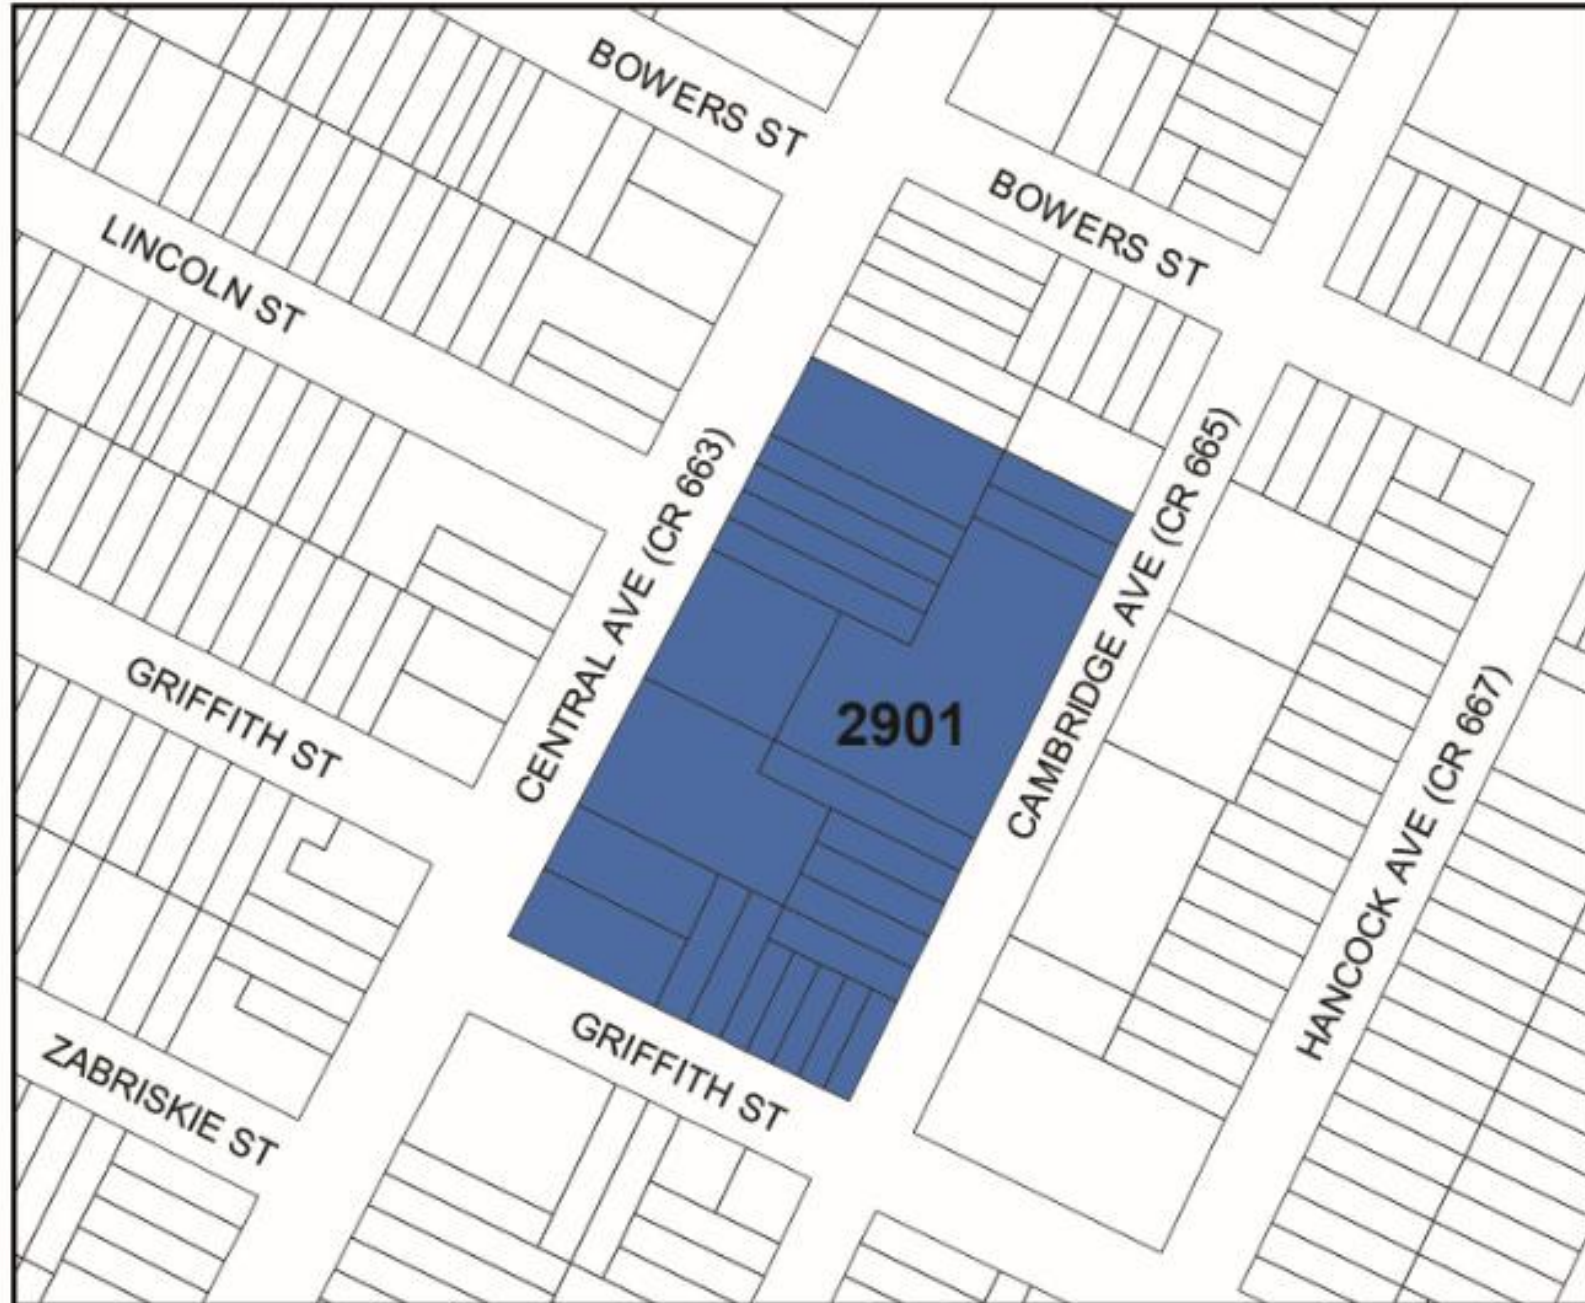 BOWERS ST
BOWERS ST
LINCOLN ST
CENTRAL AVE (CR 663)
CAMBRIDGE AVE (CR 665)
GRIFFITH ST
2901
HANCOCK AVE (CR 667)
GRIFFITH ST
ZABRISKIE ST